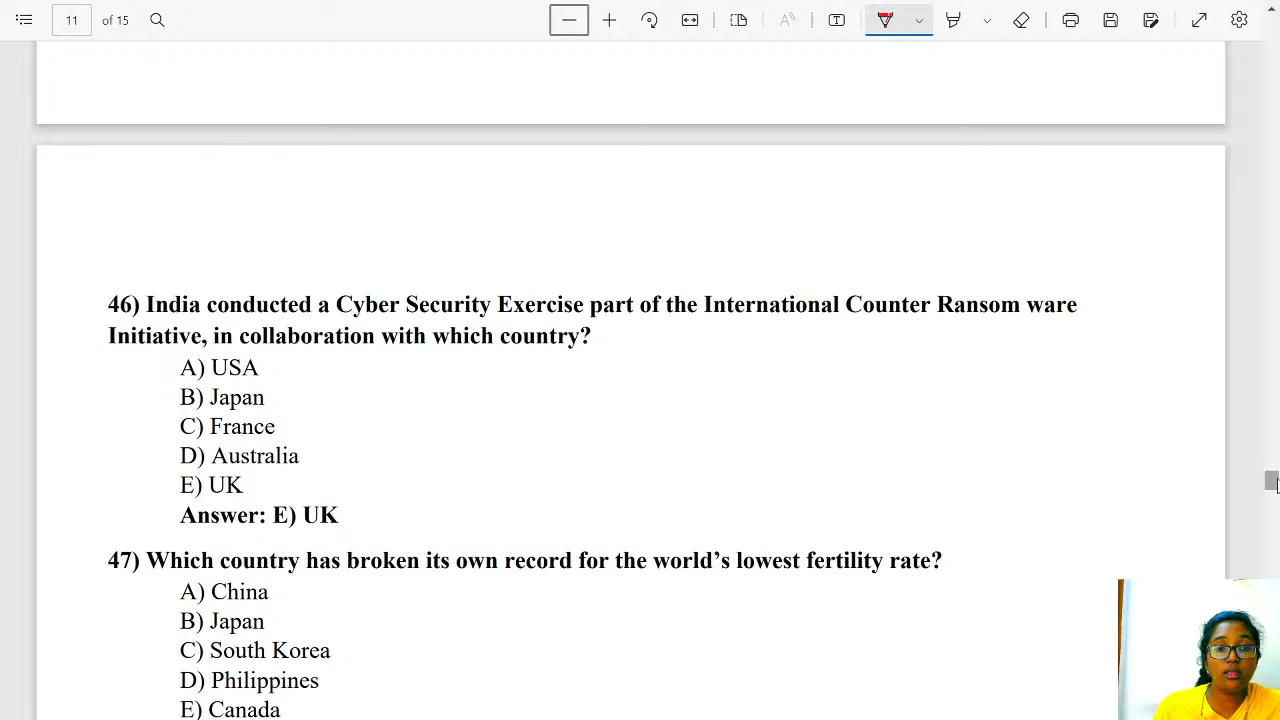 11 of 15
46) India conducted a Cyber Security Exercise part of the International Counter Ransom ware
Initiative, in collaboration with which country?
A) USA
B) Japan
C) France
D) Australia
E) UK
Answer: E) UK
47) Which country has broken its own record for the world’s lowest fertility rate?
A) China
B) Japan
C) South Korea
D) Philippines
E) Canada